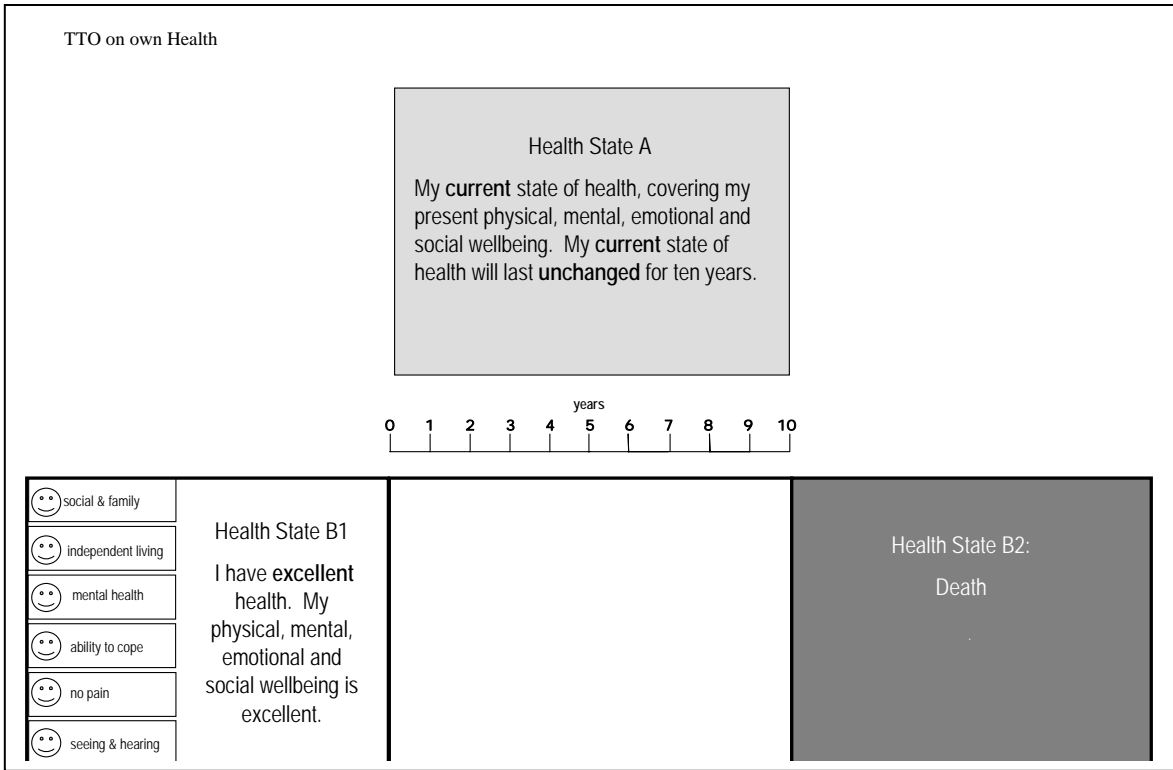 TTO on own Health
Health State A
My current state of health, covering my
present physical, mental, emotional and
social wellbeing. My current state of
health will last unchanged for ten years.
years
0 1 2 3 4 5 6 7 8 9 10
social & family
independent living
mental health
ability to cope
no pain
seeing & hearing
Health State B1
I have excellent
health. My
physical, mental,
emotional and
social wellbeing is
excellent.
Health State B2:
Death
.